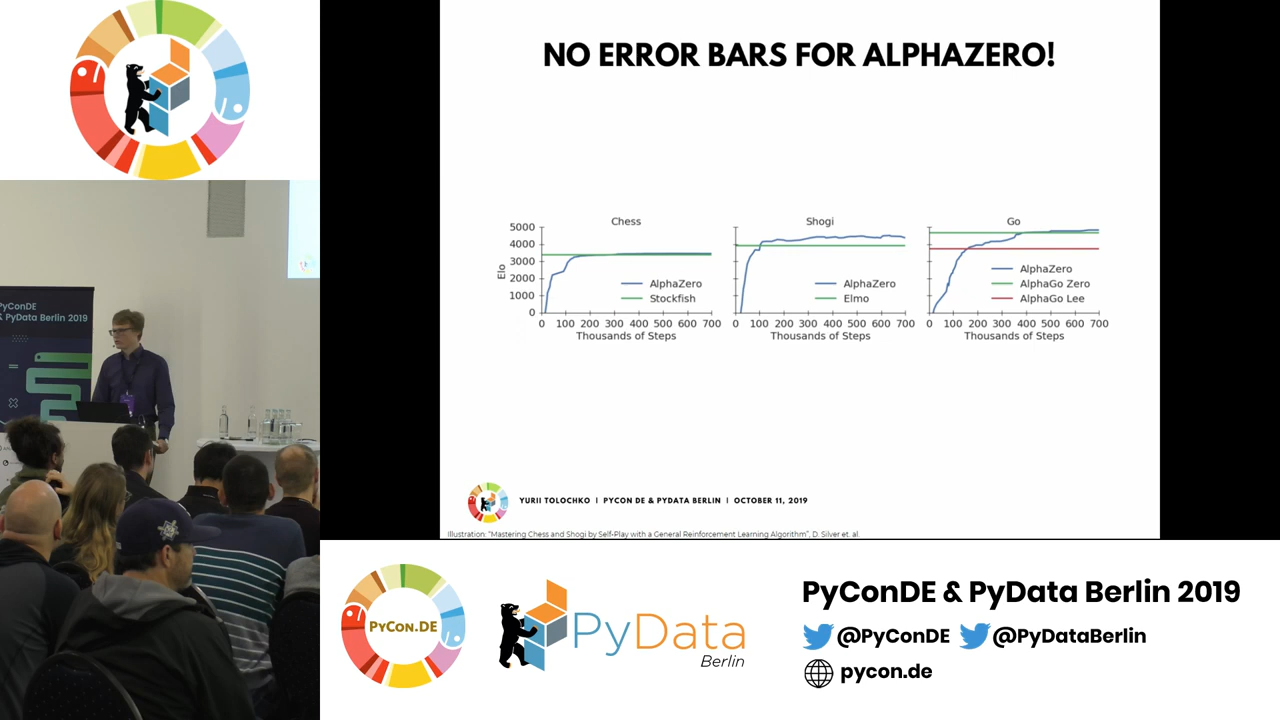 NO ERROR BARS FOR ALPHAZERO!
Chess
Shogi
Go
Elo
5000
4000
3000
2000
1000
0
AlphaZero
Stockfish
AlphaZero
Elmo
AlphaZero
AlphaGo Zero
AlphaGo Lee
0 100 200 300 400 500 600 700
0 100 200 300 400 500 600 700
0 100 200 300 400 500 600 700
Thousands of Steps
Thousands of Steps
Thousands of Steps
YURII TOLOCHKO | PYCON DE & PYDATA BERLIN | OCTOBER 11, 2019
Illustration: "Mastering Chess and Shogi by Self-Play with a General Reinforcement Learning Algorithm", D. Silver et. al.
PyConDE
& PyData Berlin 2019
PYCON.DE
PyData
Berlin
PyConDE & PyData Berlin 2019
@PyConDE @PyDataBerlin
pycon.de